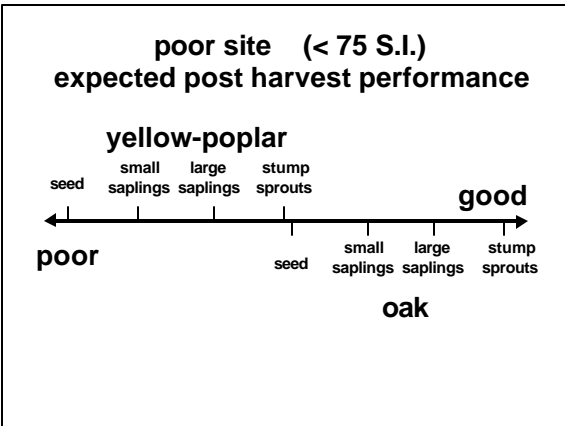 poor site (< 75 S.I.)
expected post harvest performance
yellow-poplar
seed
small saplings
large saplings
stump sprouts
good
poor
seed
small saplings
large saplings
stump sprouts
oak